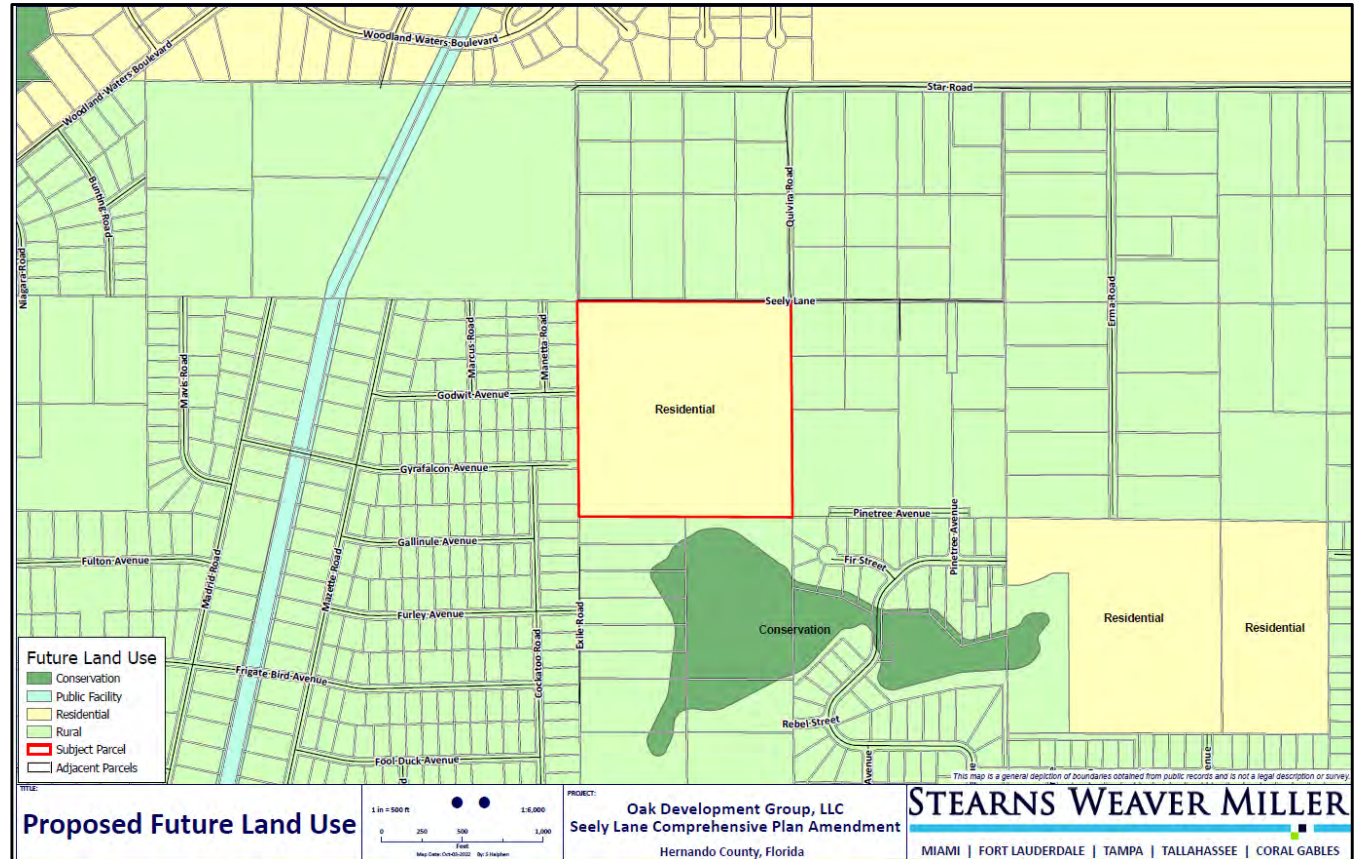 Woodland Waters Boulevard
Woodland Waters Boulevard
Star Road
Bunting Road
Niagara Road
Quivira Road
Erma Road
Seely Lane
Mavis Road
Marcus Road
Manetta Road
Godwit Avenue
Residential
Gyrafalcon Avenue
Pinetree Avenue
Pinetree Avenue
Gallinule Avenue
Fulton Avenue
Madrid Road
Mazette Road
Fir Street
Furley Avenue
Exile Road
Cockatoo Road
Conservation
Residential
Residential
Frigate Bird Avenue
Rebel Street
Fool Duck Avenue
Avenue
Avenue
Future Land Use
Conservation
Public Facility
Residential
Rural
Subject Parcel
Adjacent Parcels
This map is a general depiction of boundaries obtained from public records and is not a legal description or survey.
TITLE:
Proposed Future Land Use
1 in = 500 ft
1:6,000
0 250 500 1,000
Feet
Map Date: Oct-03-2022 By: S Halphen
PROJECT:
Oak Development Group, LLC
Seely Lane Comprehensive Plan Amendment
Hernando County, Florida
STEARNS WEAVER MILLER
MIAMI | FORT LAUDERDALE | TAMPA | TALLAHASSEE | CORAL GABLES